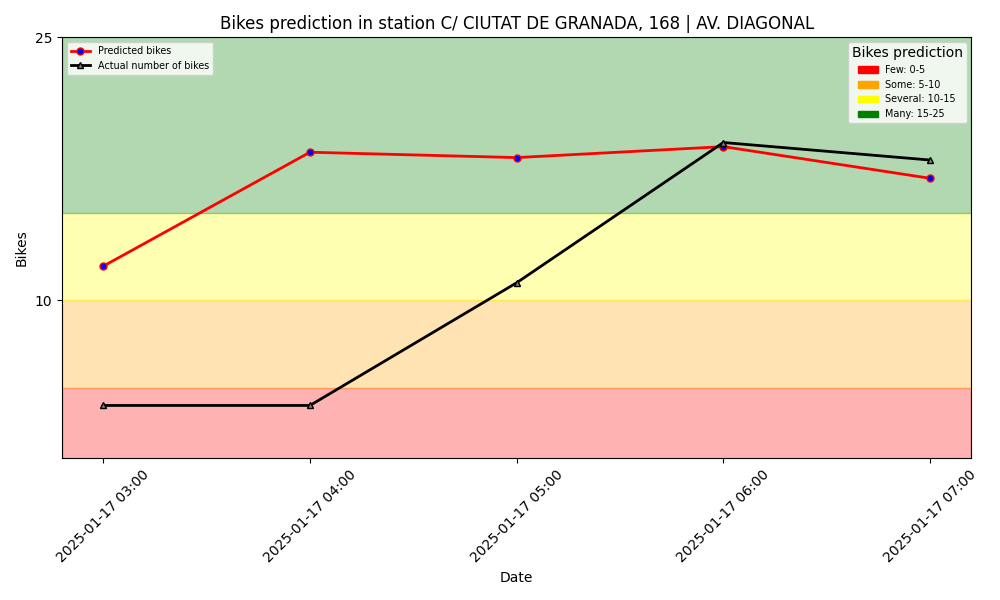 Bikes prediction in station C/ CIUTAT DE GRANADA, 168 | AV. DIAGONAL
25
Predicted bikes
Actual number of bikes
Bikes prediction
Few: 0-5
Some: 5-10
Several: 10-15
Many: 15-25
Bikes
10
2025-01-17 03:00
2025-01-17 04:00
2025-01-17 05:00
2025-01-17 06:00
2025-01-17 07:00
Date